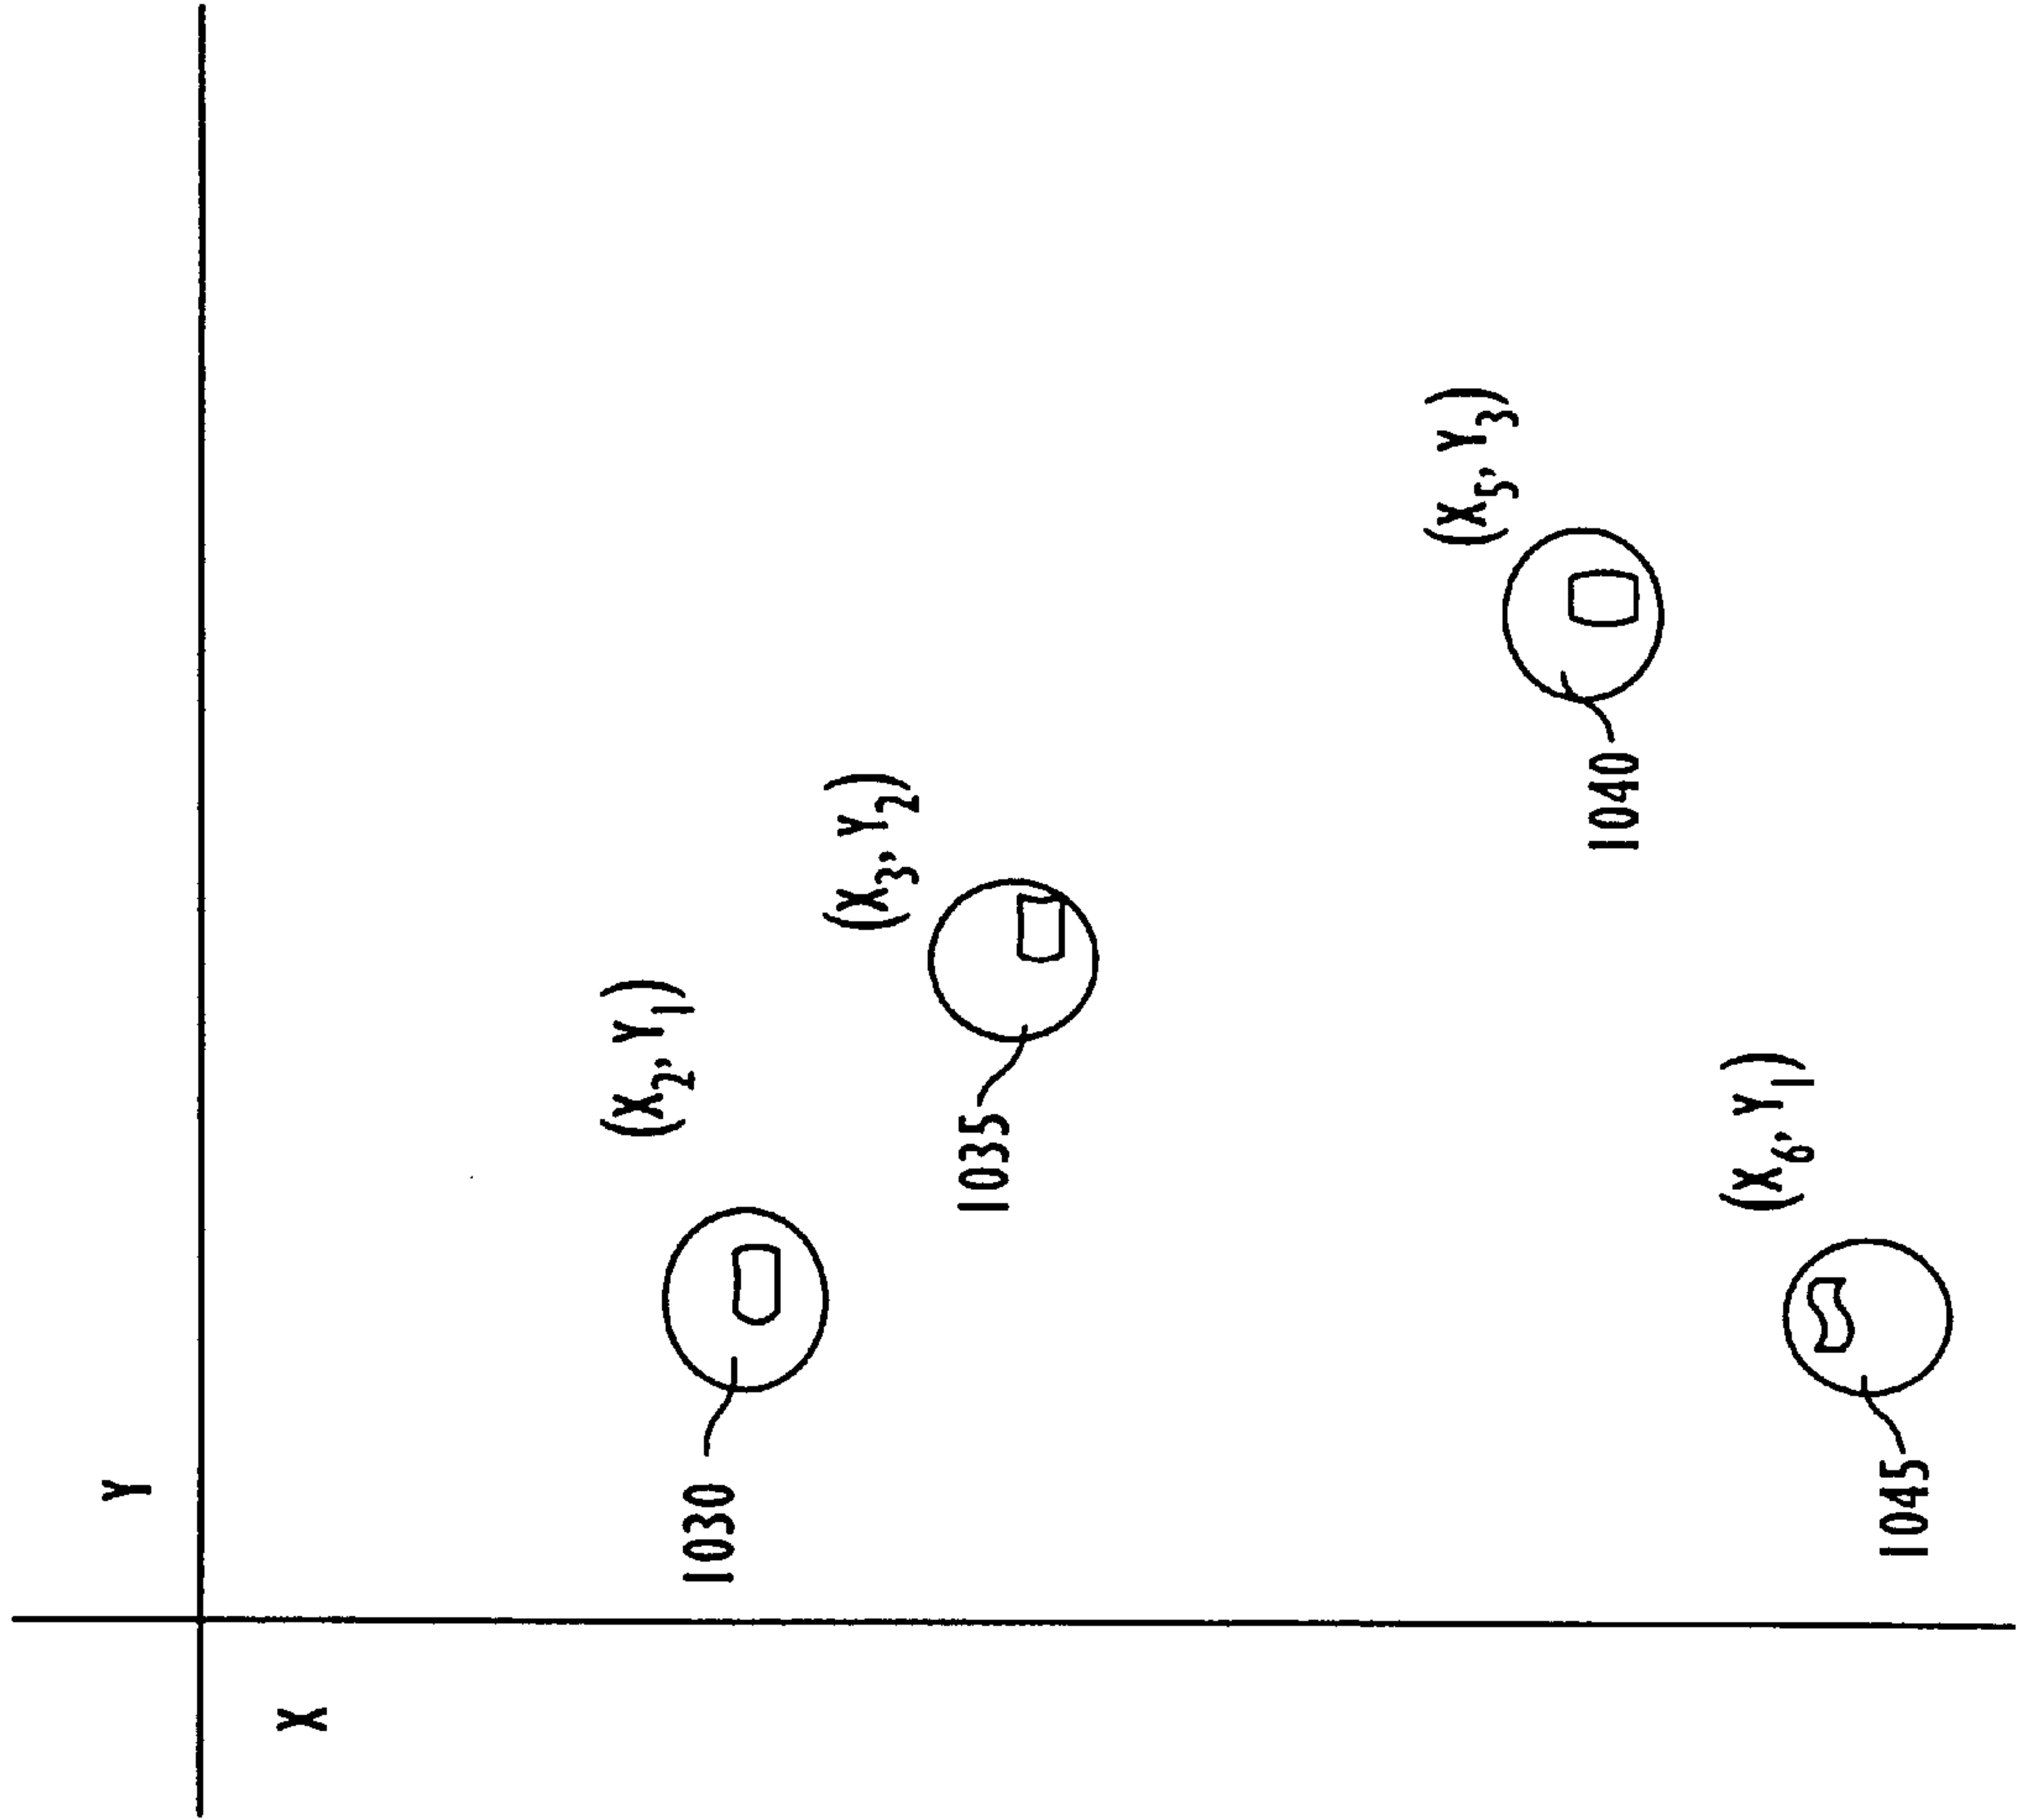 Y
X
(X₂, Y₁)
1030
(X₃, Y₂)
1035
(X₅, Y₃)
1040
(X₆, Y₁)
1045